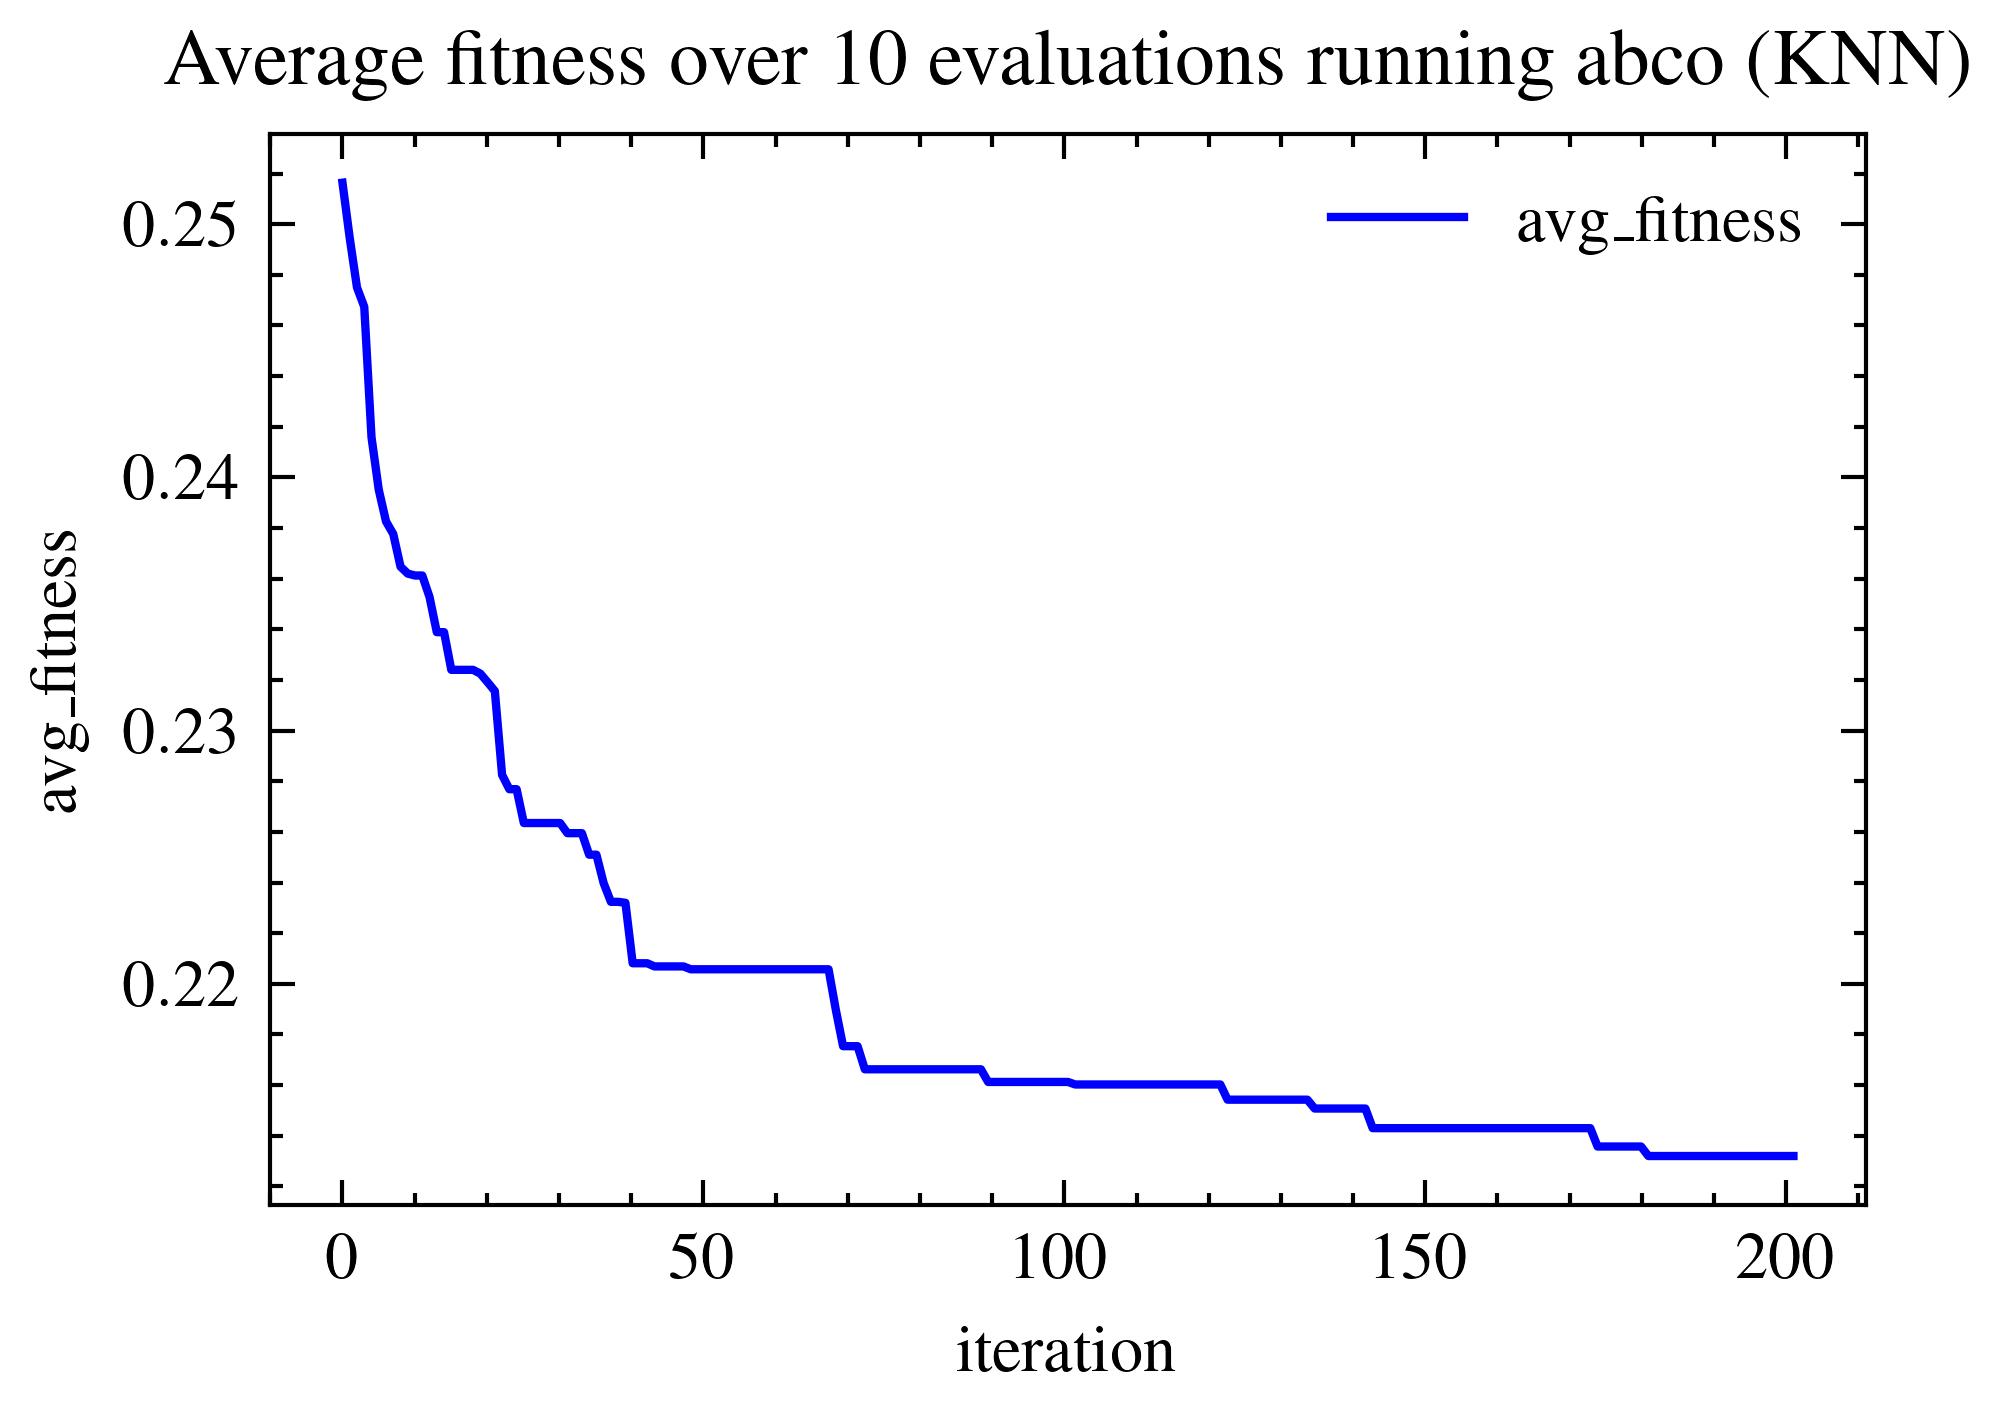 Average fitness over 10 evaluations running abco (KNN)
avg_fitness
0.25
0.24
0.23
0.22
avg_fitness
0 50 100 150 200
iteration